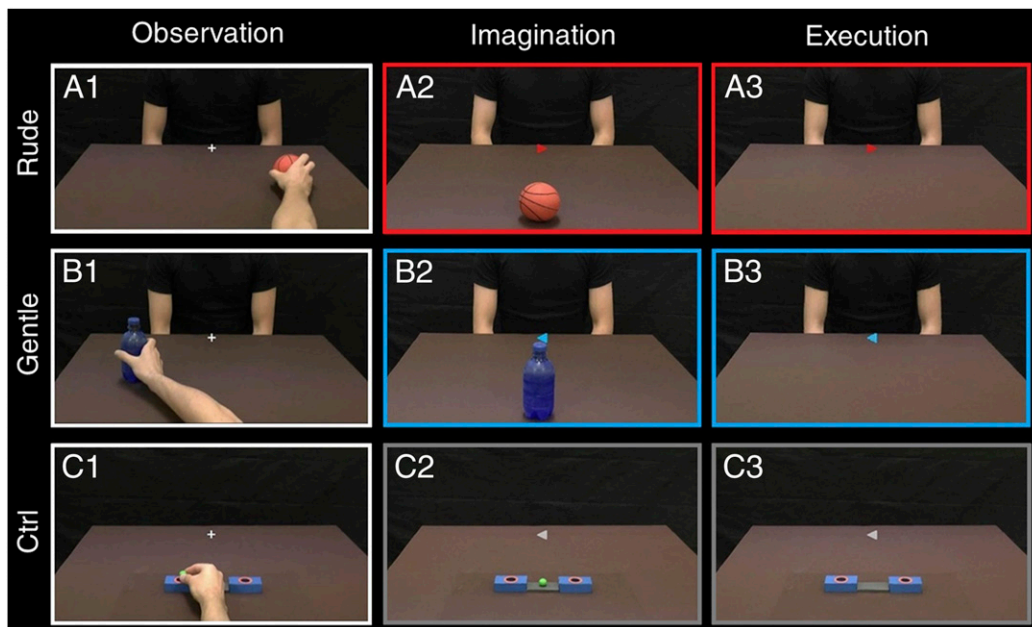 Observation Imagination Execution
Rude A1 A2 A3
Gentle B1 B2 B3
Ctrl C1 C2 C3